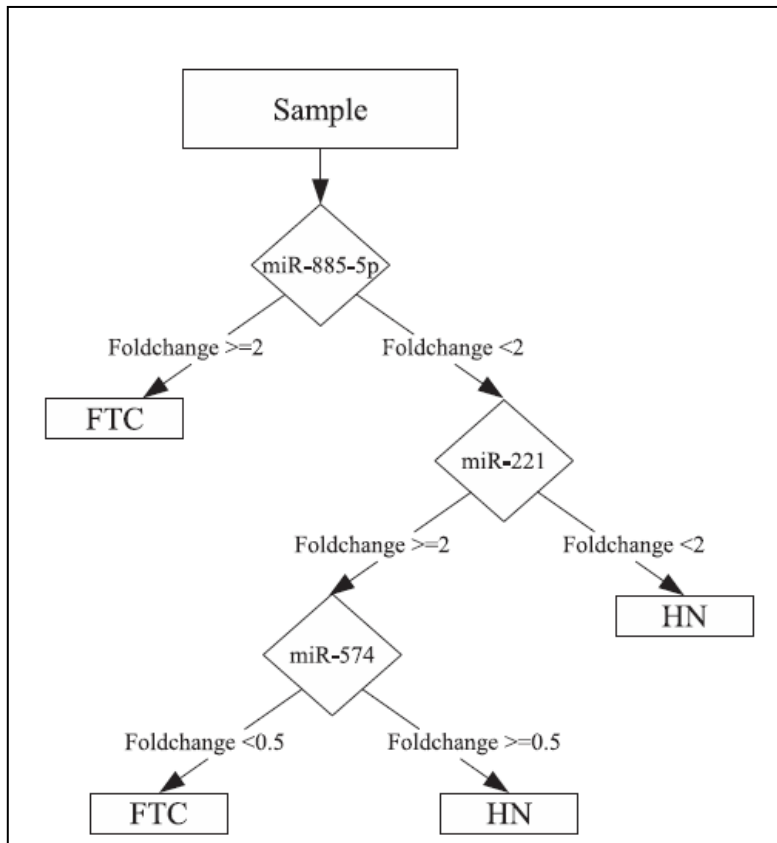 Sample
miR-885-5p
Foldchange >=2
Foldchange <2
FTC
miR-221
Foldchange >=2
Foldchange <2
HN
miR-574
Foldchange <0.5
Foldchange >=0.5
FTC
HN